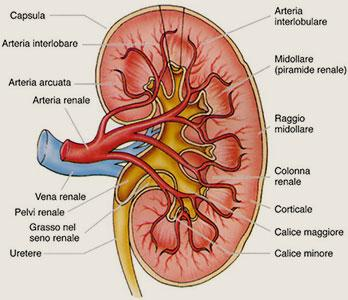 Capsula
Arteria interlobare
Arteria arcuata
Arteria renale
Vena renale
Pelvi renale
Grasso nel
seno renale
Uretere
Arteria
interlobulare
Midollare
(piramide renale)
Raggio
midollare
Colonna
renale
Corticale
Calice maggiore
Calice minore